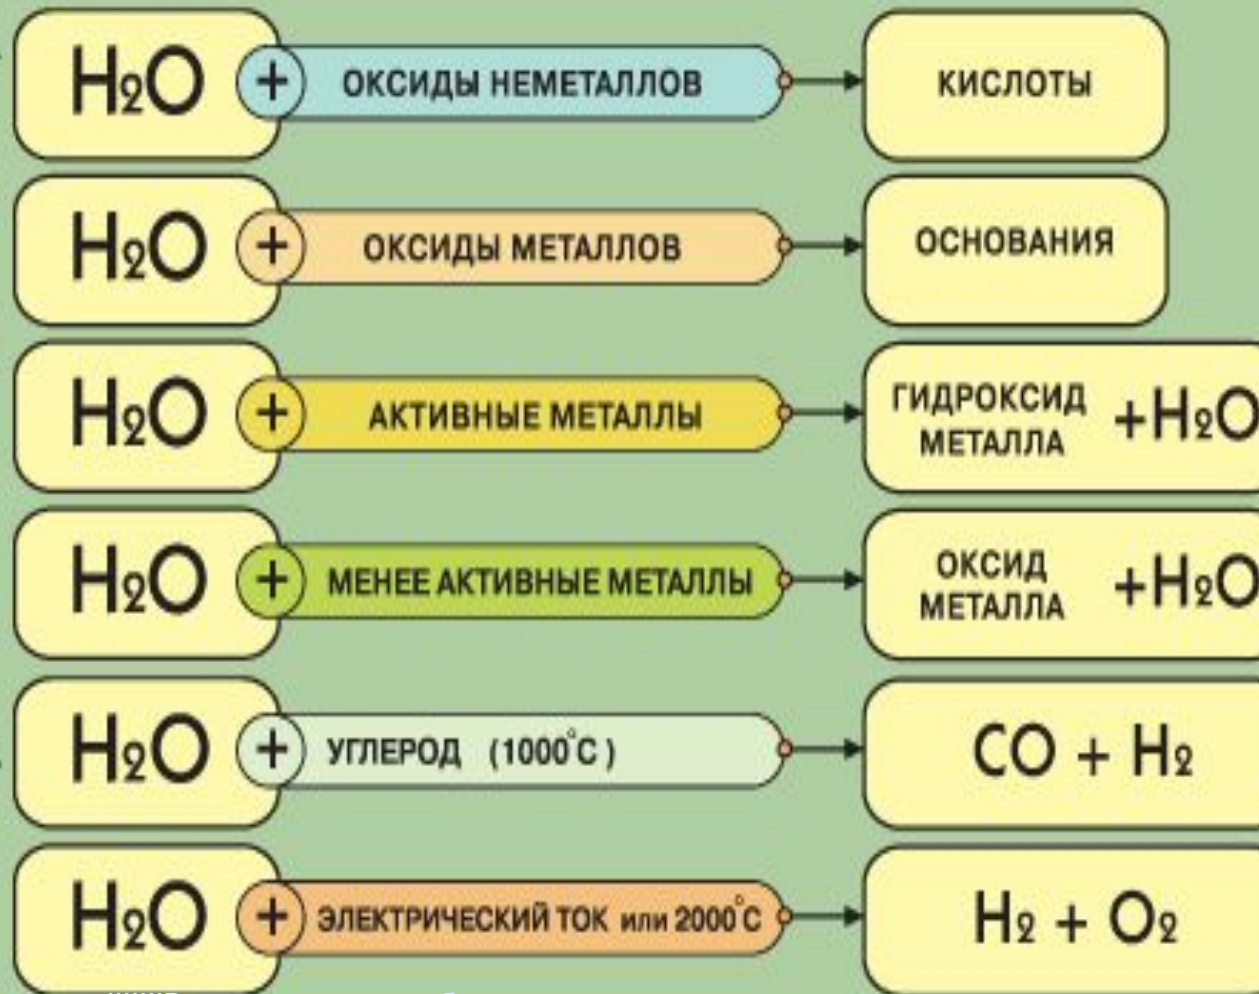 H₂O + ОКСИДЫ НЕМЕТАЛЛОВ КИСЛОТЫ
H₂O + ОКСИДЫ МЕТАЛЛОВ ОСНОВАНИЯ
H₂O + АКТИВНЫЕ МЕТАЛЛЫ ГИДРОКСИД МЕТАЛЛА +H₂O
H₂O + МЕНЕЕ АКТИВНЫЕ МЕТАЛЛЫ ОКСИД МЕТАЛЛА +H₂O
H₂O + УГЛЕРОД (1000°C) CO + H₂
H₂O + ЭЛЕКТРИЧЕСКИЙ ТОК или 2000°C H₂ + O₂